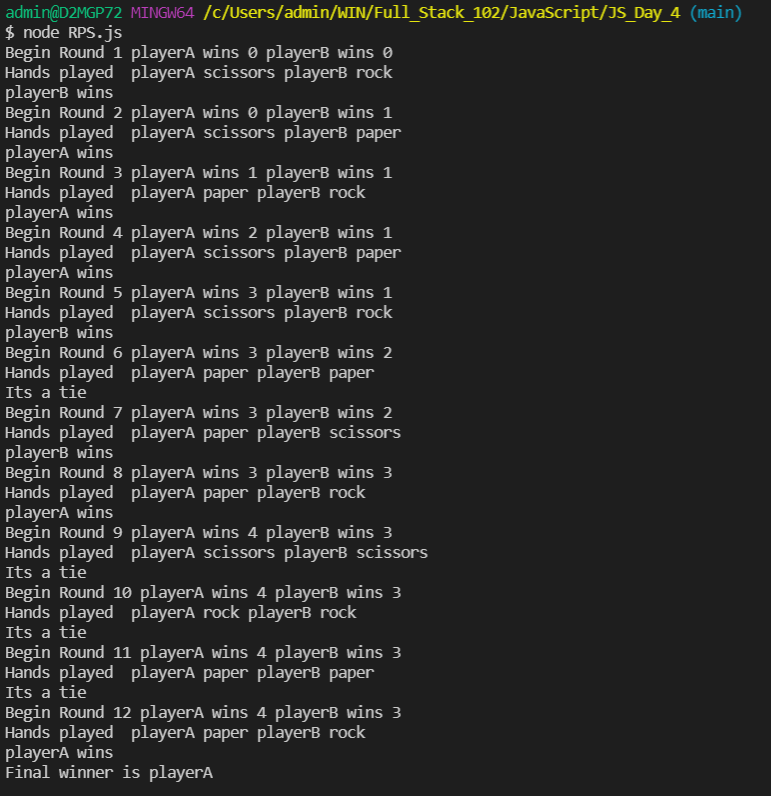 admin@D2MGP72 MINGW64 /c/Users/admin/WIN/Full_Stack_102/JavaScript/JS_Day_4 (main)
$ node RPS.js
Begin Round 1 playerA wins 0 playerB wins 0
Hands played  playerA scissors playerB rock
playerB wins
Begin Round 2 playerA wins 0 playerB wins 1
Hands played  playerA scissors playerB paper
playerA wins
Begin Round 3 playerA wins 1 playerB wins 1
Hands played  playerA paper playerB rock
playerA wins
Begin Round 4 playerA wins 2 playerB wins 1
Hands played  playerA scissors playerB paper
playerA wins
Begin Round 5 playerA wins 3 playerB wins 1
Hands played  playerA scissors playerB rock
playerB wins
Begin Round 6 playerA wins 3 playerB wins 2
Hands played  playerA paper playerB paper
Its a tie
Begin Round 7 playerA wins 3 playerB wins 2
Hands played  playerA paper playerB scissors
playerB wins
Begin Round 8 playerA wins 3 playerB wins 3
Hands played  playerA paper playerB rock
playerA wins
Begin Round 9 playerA wins 4 playerB wins 3
Hands played  playerA scissors playerB scissors
Its a tie
Begin Round 10 playerA wins 4 playerB wins 3
Hands played  playerA rock playerB rock
Its a tie
Begin Round 11 playerA wins 4 playerB wins 3
Hands played  playerA paper playerB paper
Its a tie
Begin Round 12 playerA wins 4 playerB wins 3
Hands played  playerA paper playerB rock
playerA wins
Final winner is playerA